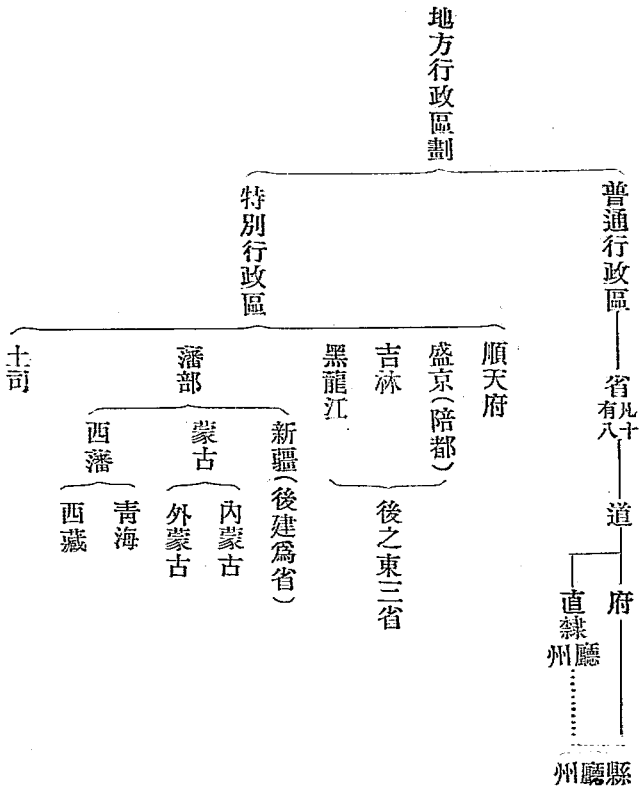 地方行政區劃
普通行政區
省
凡十
有八
道
府
直隸
州廳
州廳縣
特別行政區
順天府
盛京(陪都)
吉林
黑龍江
後之東三省
藩部
新疆(後建爲省)
蒙古
內蒙古
外蒙古
西藩
青海
西藏
土司